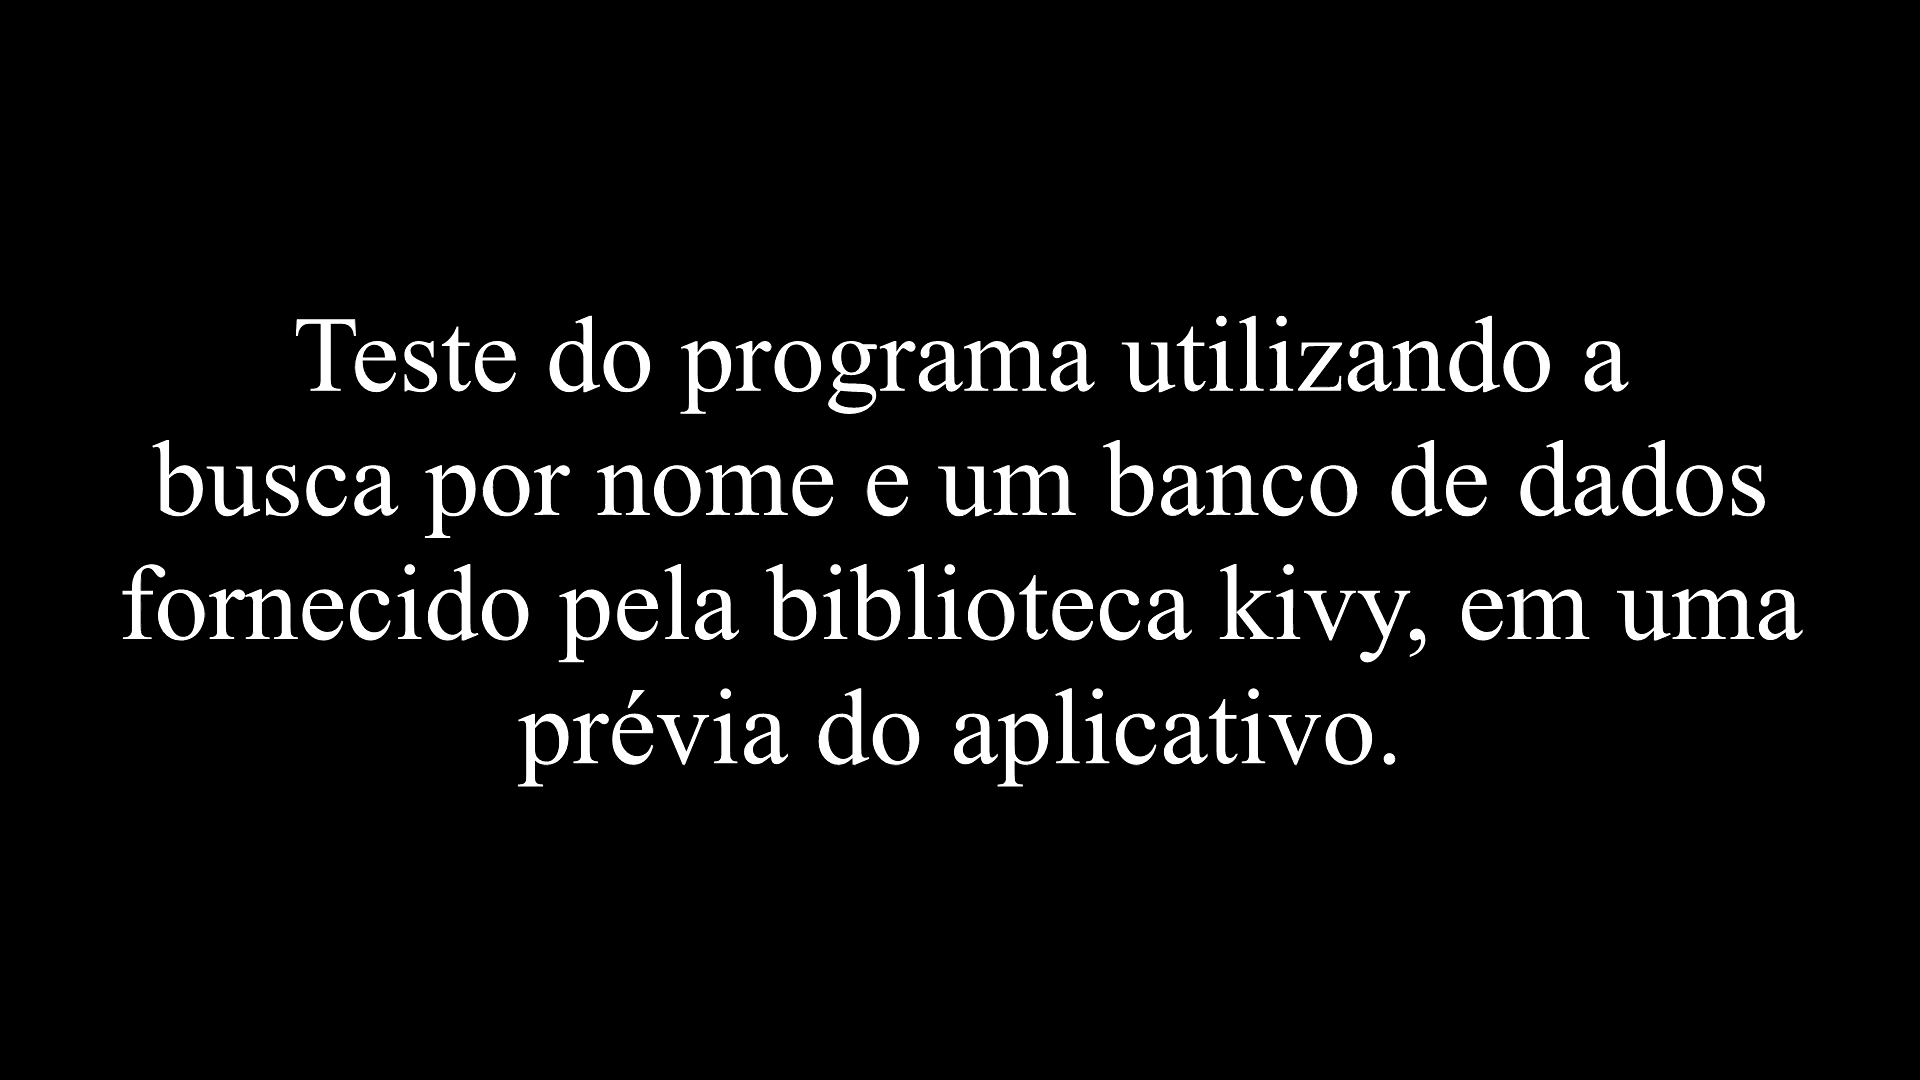 Teste do programa utilizando a
busca por nome e um banco de dados
fornecido pela biblioteca kivy, em uma
prévia do aplicativo.